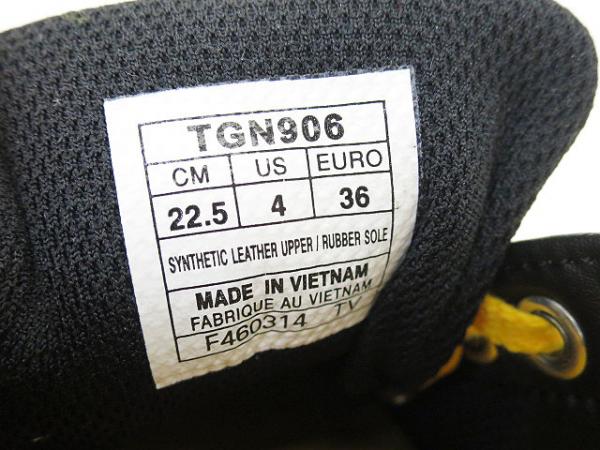 TGN906
CM US EURO
22.5 4 36
SYNTHETIC LEATHER UPPER / RUBBER SOLE
MADE IN VIETNAM
FABRIQUE AU VIETNAM
F460314 TV